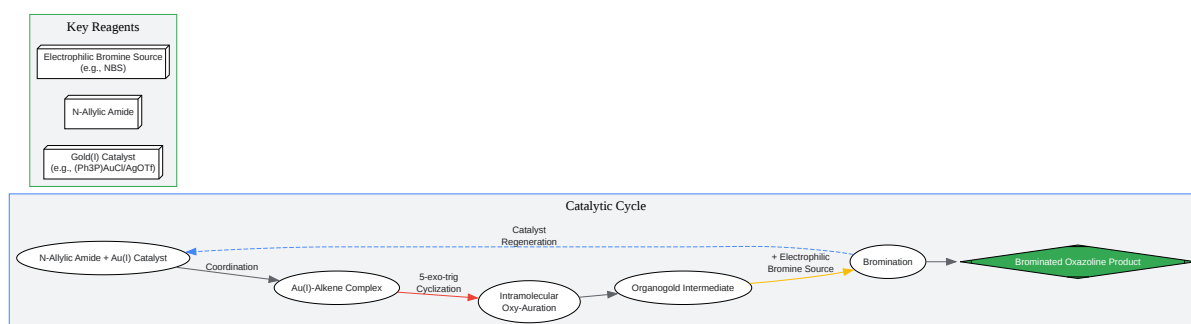 Key Reagents
Electrophilic Bromine Source
(e.g., NBS)
N-Allylic Amide
Gold(I) Catalyst
(e.g., (Ph3P)AuCl/AgOTf)
Catalytic Cycle
Catalyst
Regeneration
N-Allylic Amide + Au(I) Catalyst
Coordination
Au(I)-Alkene Complex
5-exo-trig
Cyclization
Intramolecular
Oxy-Auration
Organogold Intermediate
+ Electrophilic
Bromine Source
Bromination
Brominated Oxazoline Product